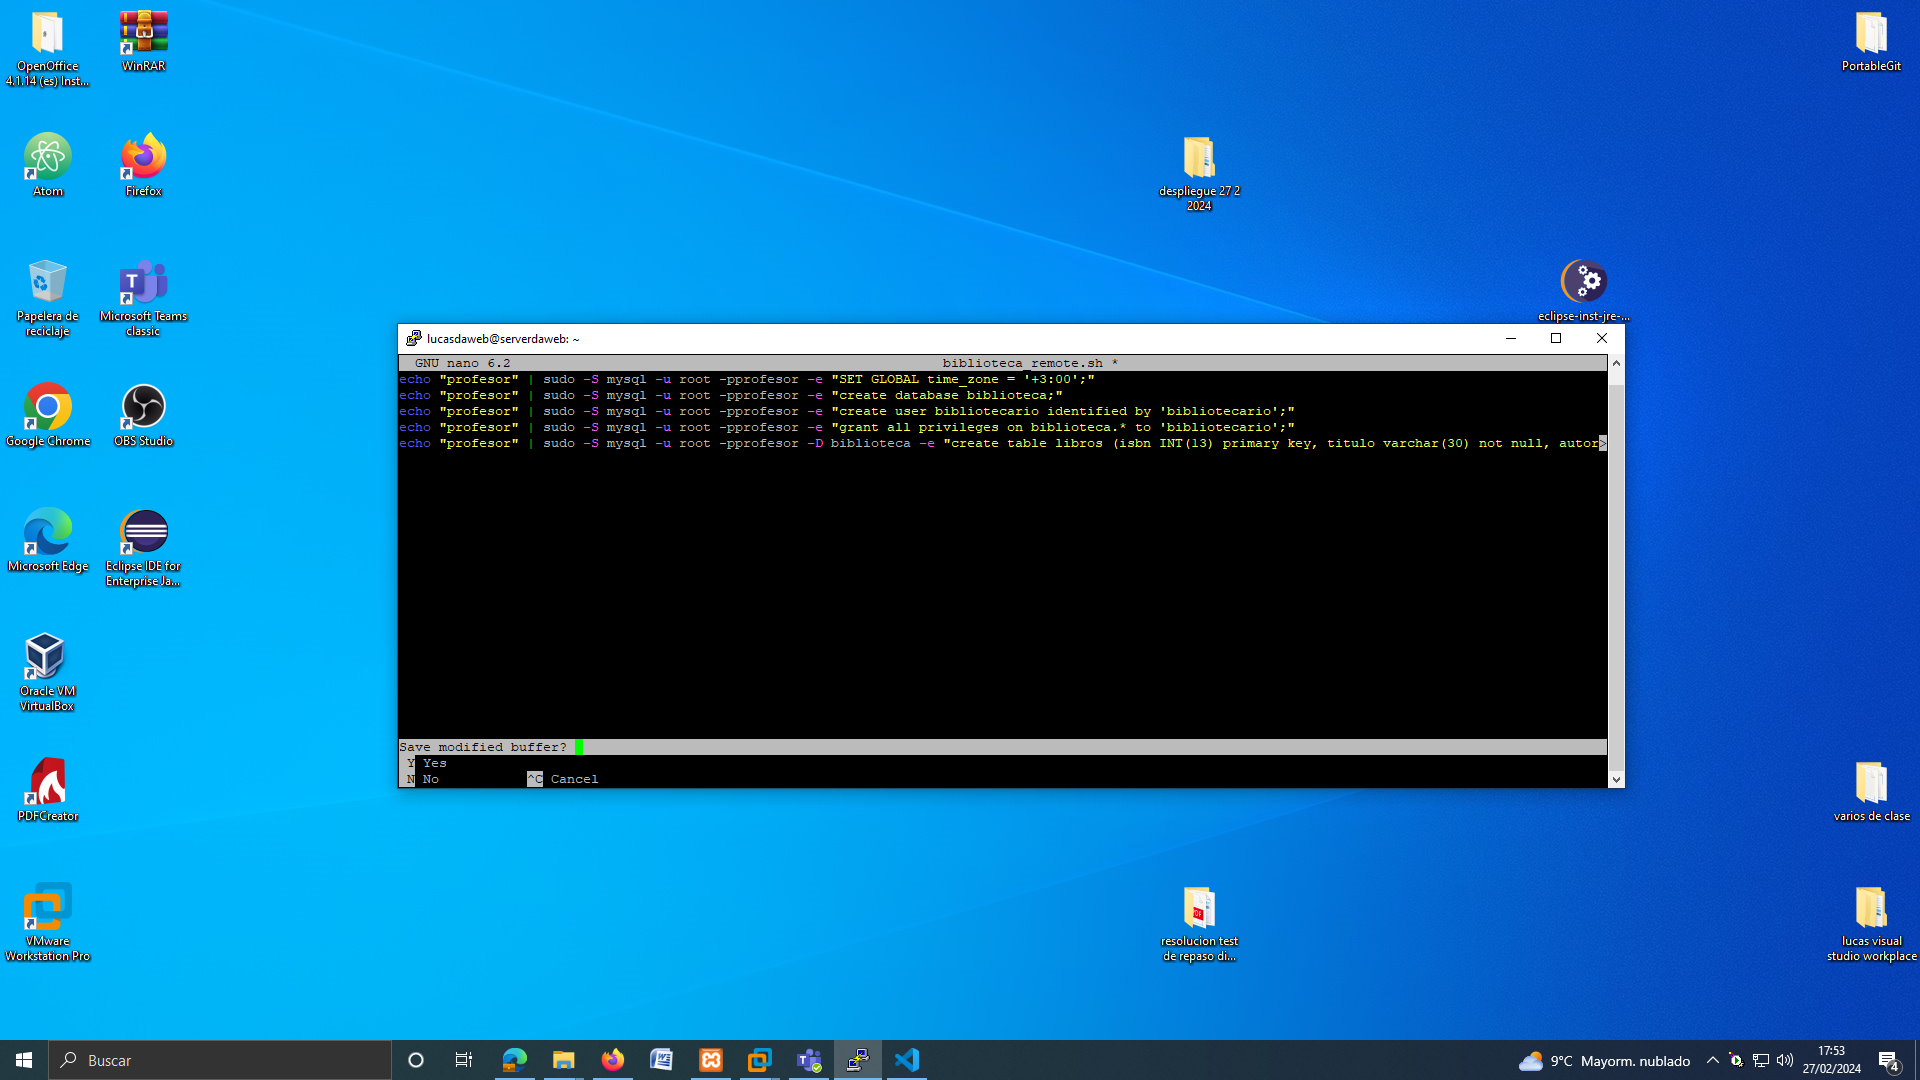 OpenOffice
4.1.14 (es) Inst...
WinRAR
PortableGit
Atom
Firefox
despliegue 27 2
2024
Papelera de
reciclaje
Microsoft Teams
classic
eclipse-inst-jre-...
lucasdaweb@serverdaweb: ~
GNU nano 6.2 biblioteca_remote.sh *
echo "profesor" | sudo -S mysql -u root -pprofesor -e "SET GLOBAL time_zone = '+3:00';"
echo "profesor" | sudo -S mysql -u root -pprofesor -e "create database biblioteca;"
echo "profesor" | sudo -S mysql -u root -pprofesor -e "create user bibliotecario identified by 'bibliotecario';"
echo "profesor" | sudo -S mysql -u root -pprofesor -e "grant all privileges on biblioteca.* to 'bibliotecario';"
echo "profesor" | sudo -S mysql -u root -pprofesor -D biblioteca -e "create table libros (isbn INT(13) primary key, titulo varchar(30) not null, autor>
Save modified buffer?
Y Yes
N No ^C Cancel
Google Chrome
OBS Studio
Microsoft Edge
Eclipse IDE for
Enterprise Ja...
Oracle VM
VirtualBox
PDFCreator
varios de clase
VMware
Workstation Pro
resolucion test
de repaso di...
lucas visual
studio workplace
Buscar
9°C Mayorm. nublado
17:53
27/02/2024
4